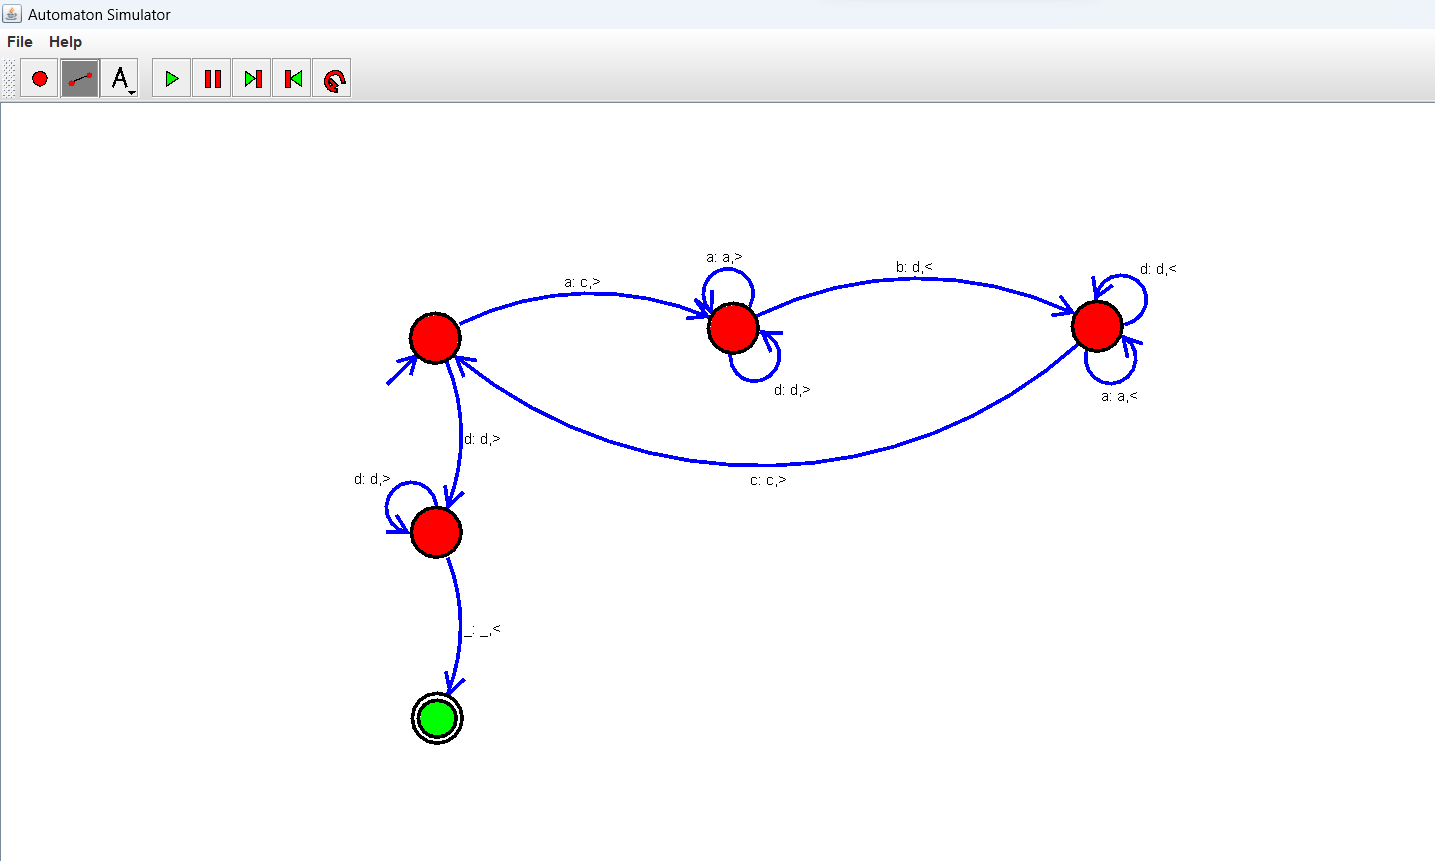 Automaton Simulator
File Help
A
a: a,>
b: d,<
d: d,<
a: c,>
d: d,>
a: a,<
d: d,>
c: c,>
d: d,>
_: _,<